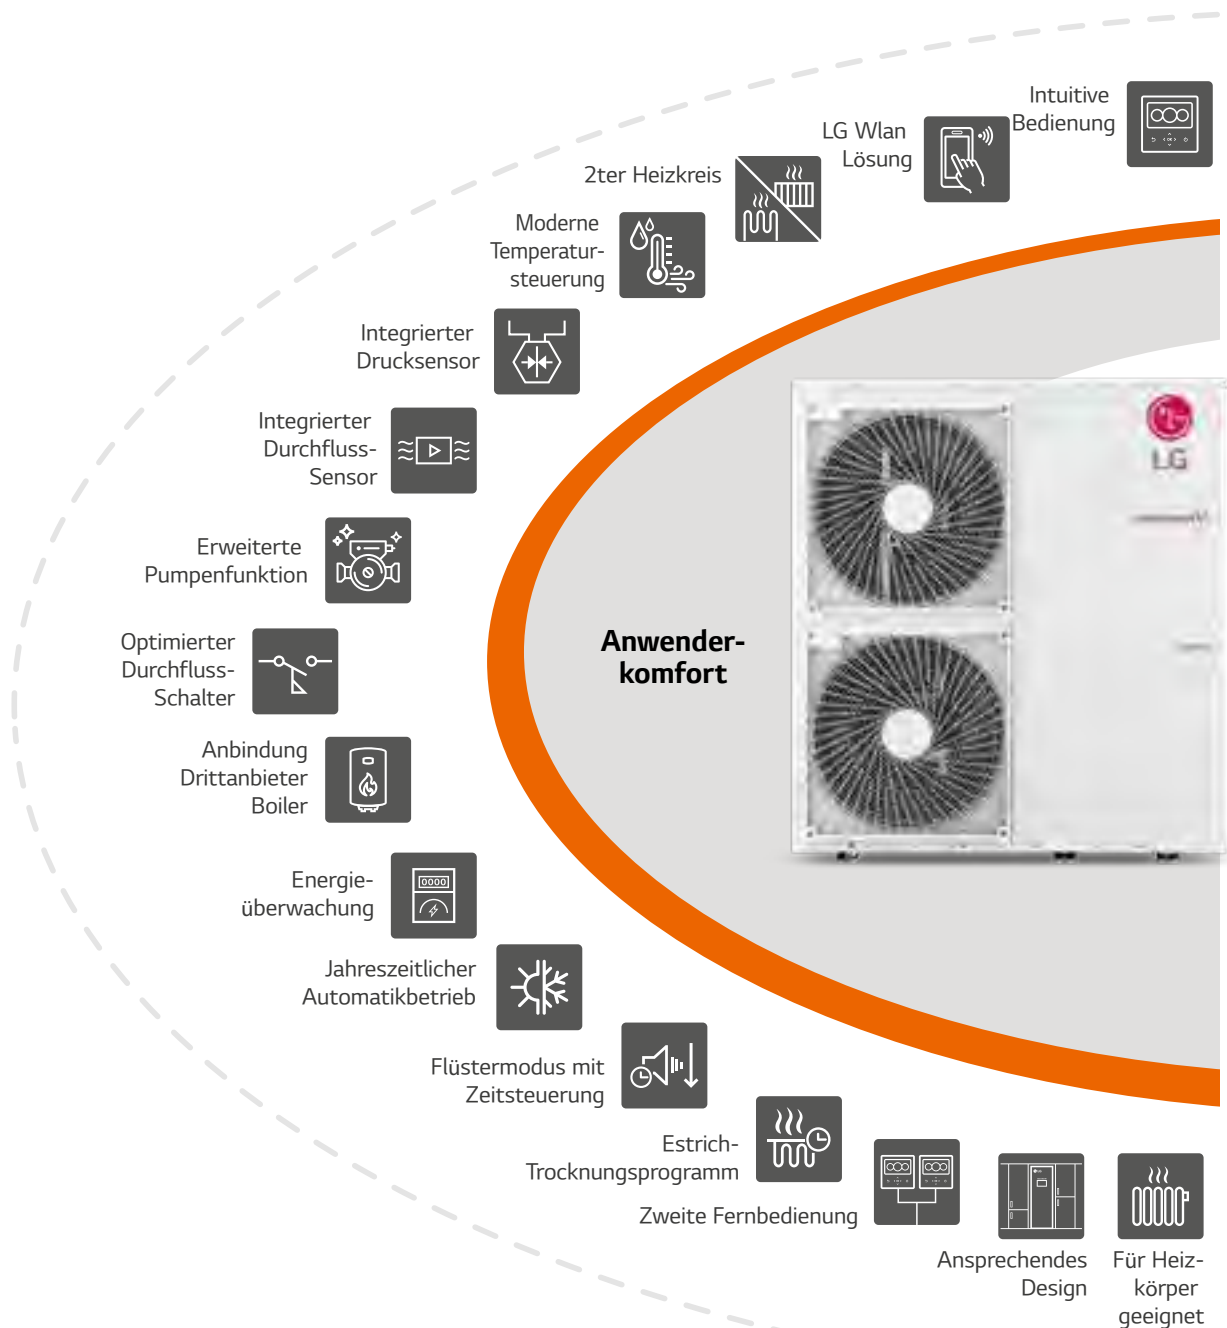 Intuitive
Bedienung
LG Wlan
Lösung
2ter Heizkreis
Moderne
Temperatur-
steuerung
Integrierter
Drucksensor
Integrierter
Durchfluss-
Sensor
Erweiterte
Pumpenfunktion
Optimierter
Durchfluss-
Schalter
Anbindung
Drittanbieter
Boiler
Energie-
überwachung
Jahreszeitlicher
Automatikbetrieb
Flüstermodus mit
Zeitsteuerung
Estrich-
Trocknungsprogramm
Zweite Fernbedienung
Ansprechendes
Design
Für Heiz-
körper
geeignet
Anwender-
komfort
LG
0000